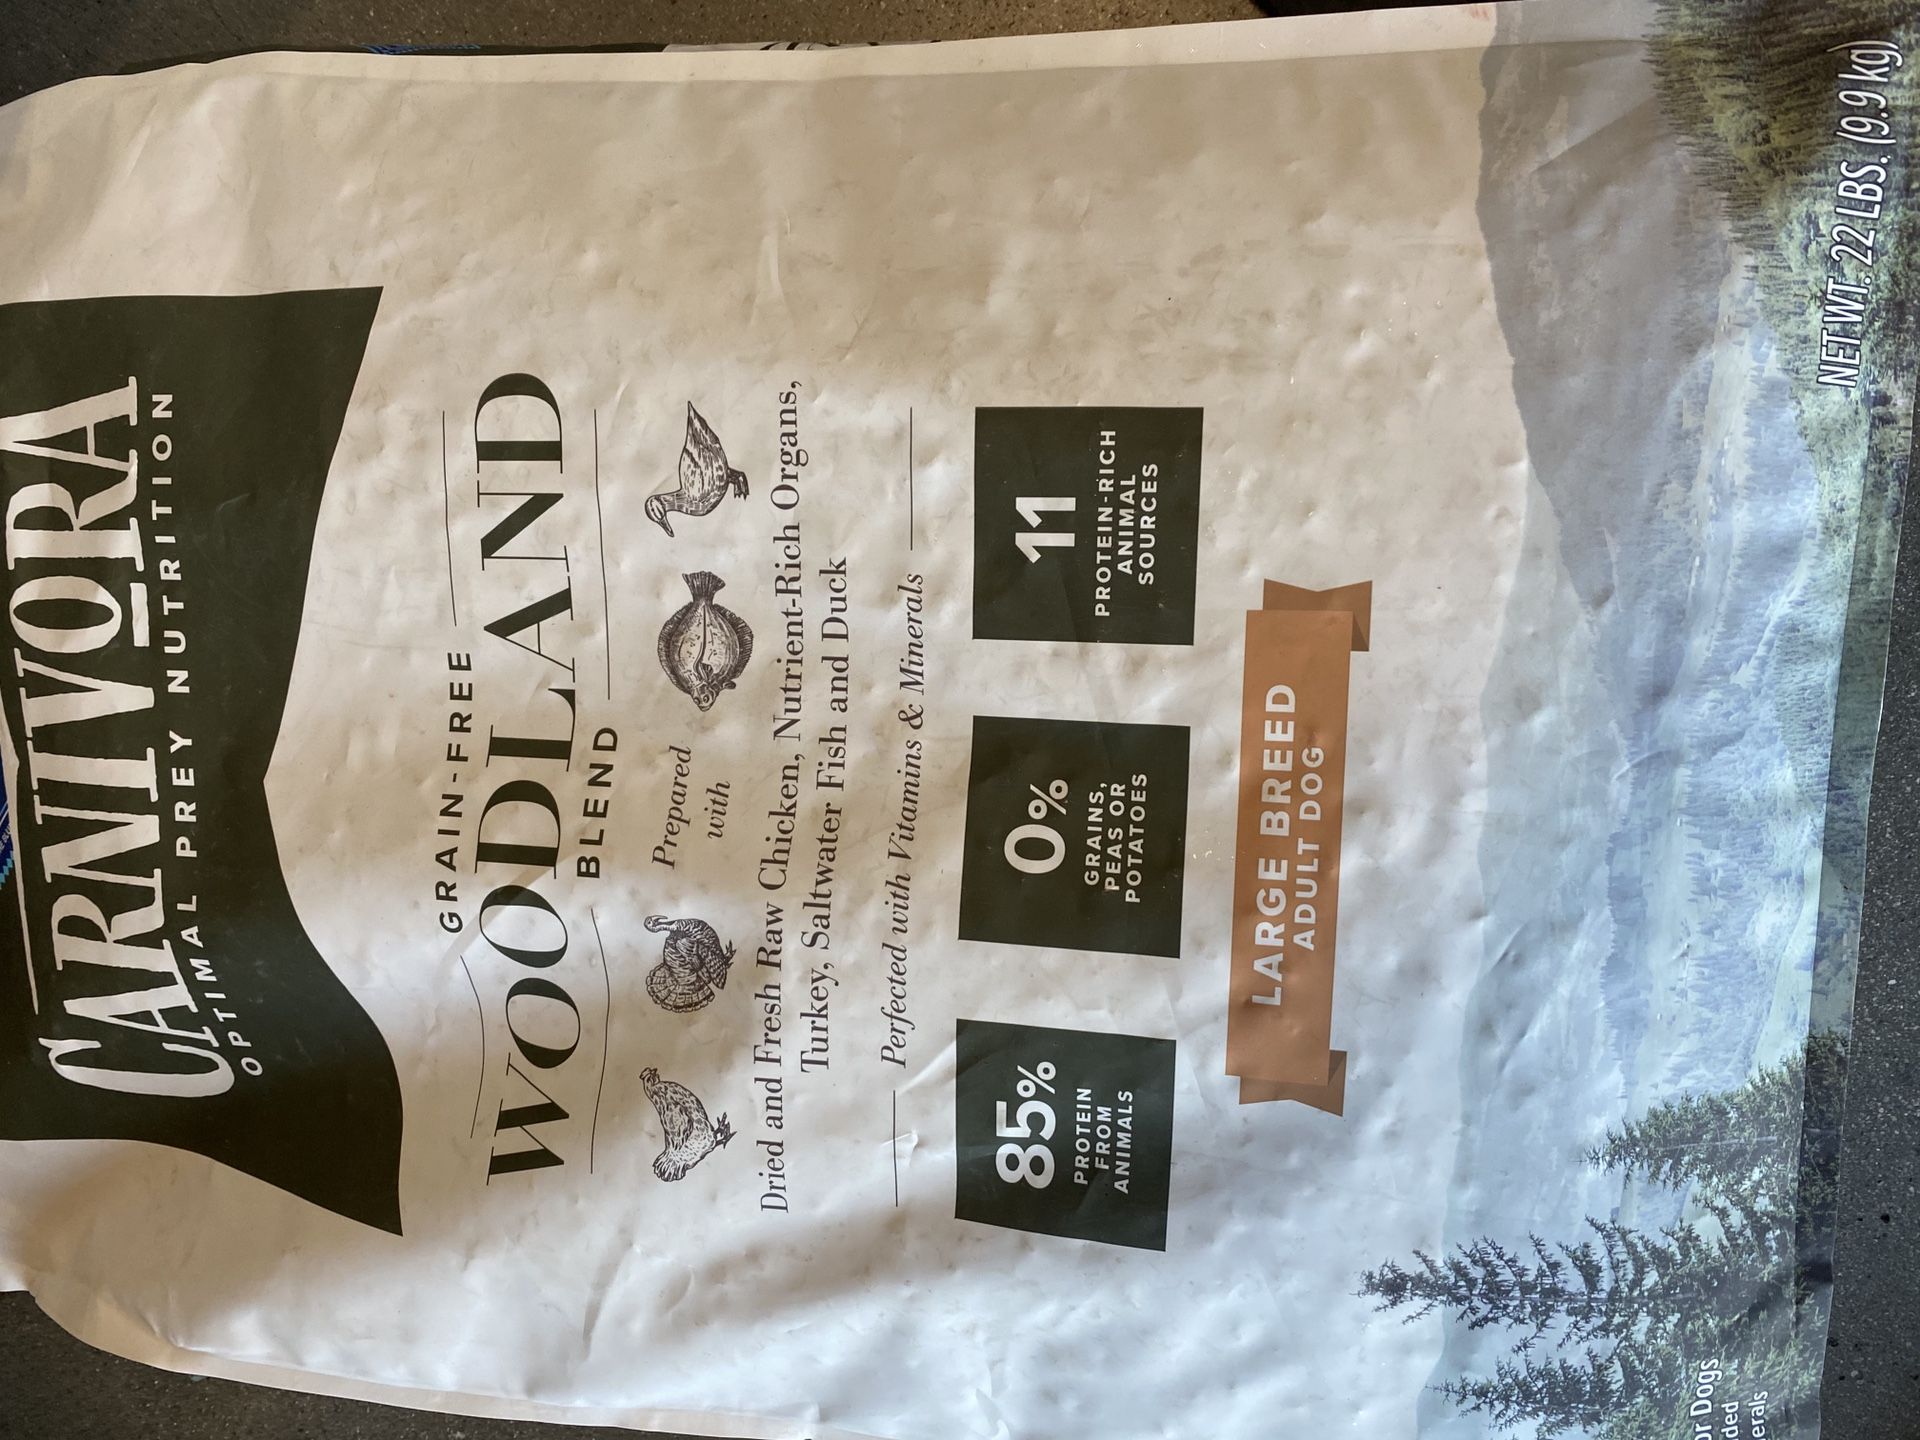 CARNIVORA
OPTIMAL PREY NUTRITION
GRAIN-FREE
WOODLAND
BLEND
Prepared
with
Dried and Fresh Raw Chicken, Nutrient-Rich Organs,
Turkey, Saltwater Fish and Duck
Perfected with Vitamins & Minerals
85%
PROTEIN
FROM
ANIMALS
0%
GRAINS,
PEAS OR
POTATOES
11
PROTEIN-RICH
ANIMAL
SOURCES
LARGE BREED
ADULT DOG
Dogs
NET WT. 22 LBS. (9.9 kg)